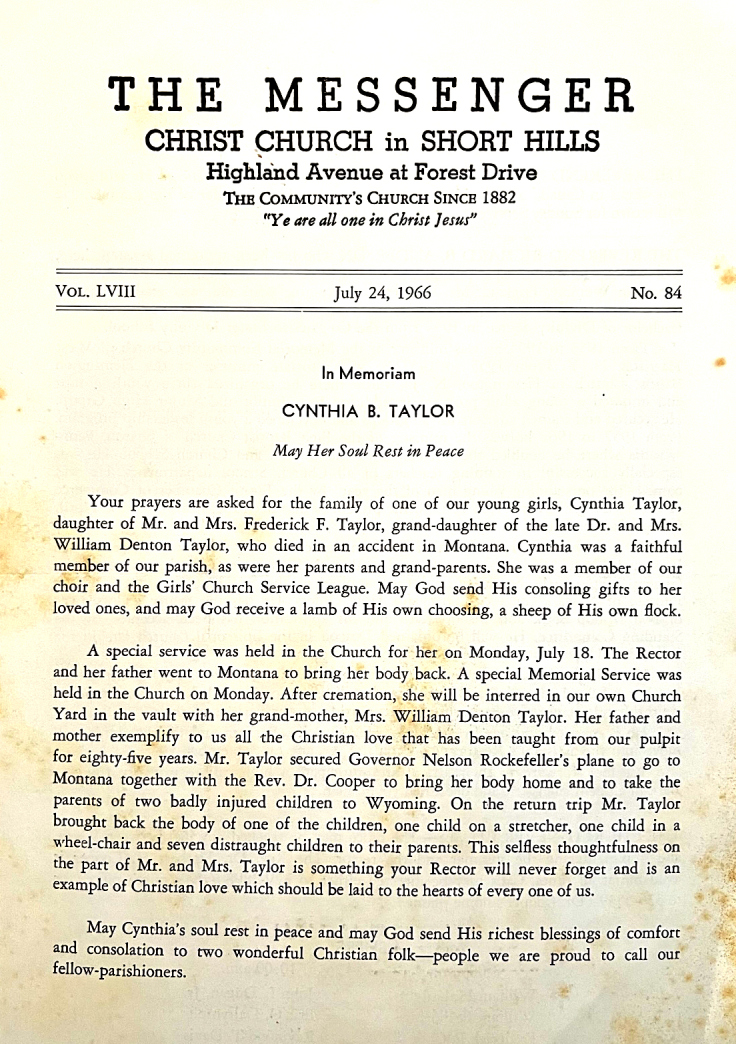 THE MESSENGER
CHRIST CHURCH in SHORT HILLS
Highland Avenue at Forest Drive
THE COMMUNITY'S CHURCH SINCE 1882
"Ye are all one in Christ Jesus"
VOL. LVIII July 24, 1966 No. 84
In Memoriam
CYNTHIA B. TAYLOR
May Her Soul Rest in Peace
Your prayers are asked for the family of one of our young girls, Cynthia Taylor,
daughter of Mr. and Mrs. Frederick F. Taylor, grand-daughter of the late Dr. and Mrs.
William Denton Taylor, who died in an accident in Montana. Cynthia was a faithful
member of our parish, as were her parents and grand-parents. She was a member of our
choir and the Girls' Church Service League. May God send His consoling gifts to her
loved ones, and may God receive a lamb of His own choosing, a sheep of His own flock.
A special service was held in the Church for her on Monday, July 18. The Rector
and her father went to Montana to bring her body back. A special Memorial Service was
held in the Church on Monday. After cremation, she will be interred in our own Church
Yard in the vault with her grand-mother, Mrs. William Denton Taylor. Her father and
mother exemplify to us all the Christian love that has been taught from our pulpit
for eighty-five years. Mr. Taylor secured Governor Nelson Rockefeller's plane to go to
Montana together with the Rev. Dr. Cooper to bring her body home and to take the
parents of two badly injured children to Wyoming. On the return trip Mr. Taylor
brought back the body of one of the children, one child on a stretcher, one child in a
wheel-chair and seven distraught children to their parents. This selfless thoughtfulness on
the part of Mr. and Mrs. Taylor is something your Rector will never forget and is an
example of Christian love which should be laid to the hearts of every one of us.
May Cynthia's soul rest in peace and may God send His richest blessings of comfort
and consolation to two wonderful Christian folk—people we are proud to call our
fellow-parishioners.